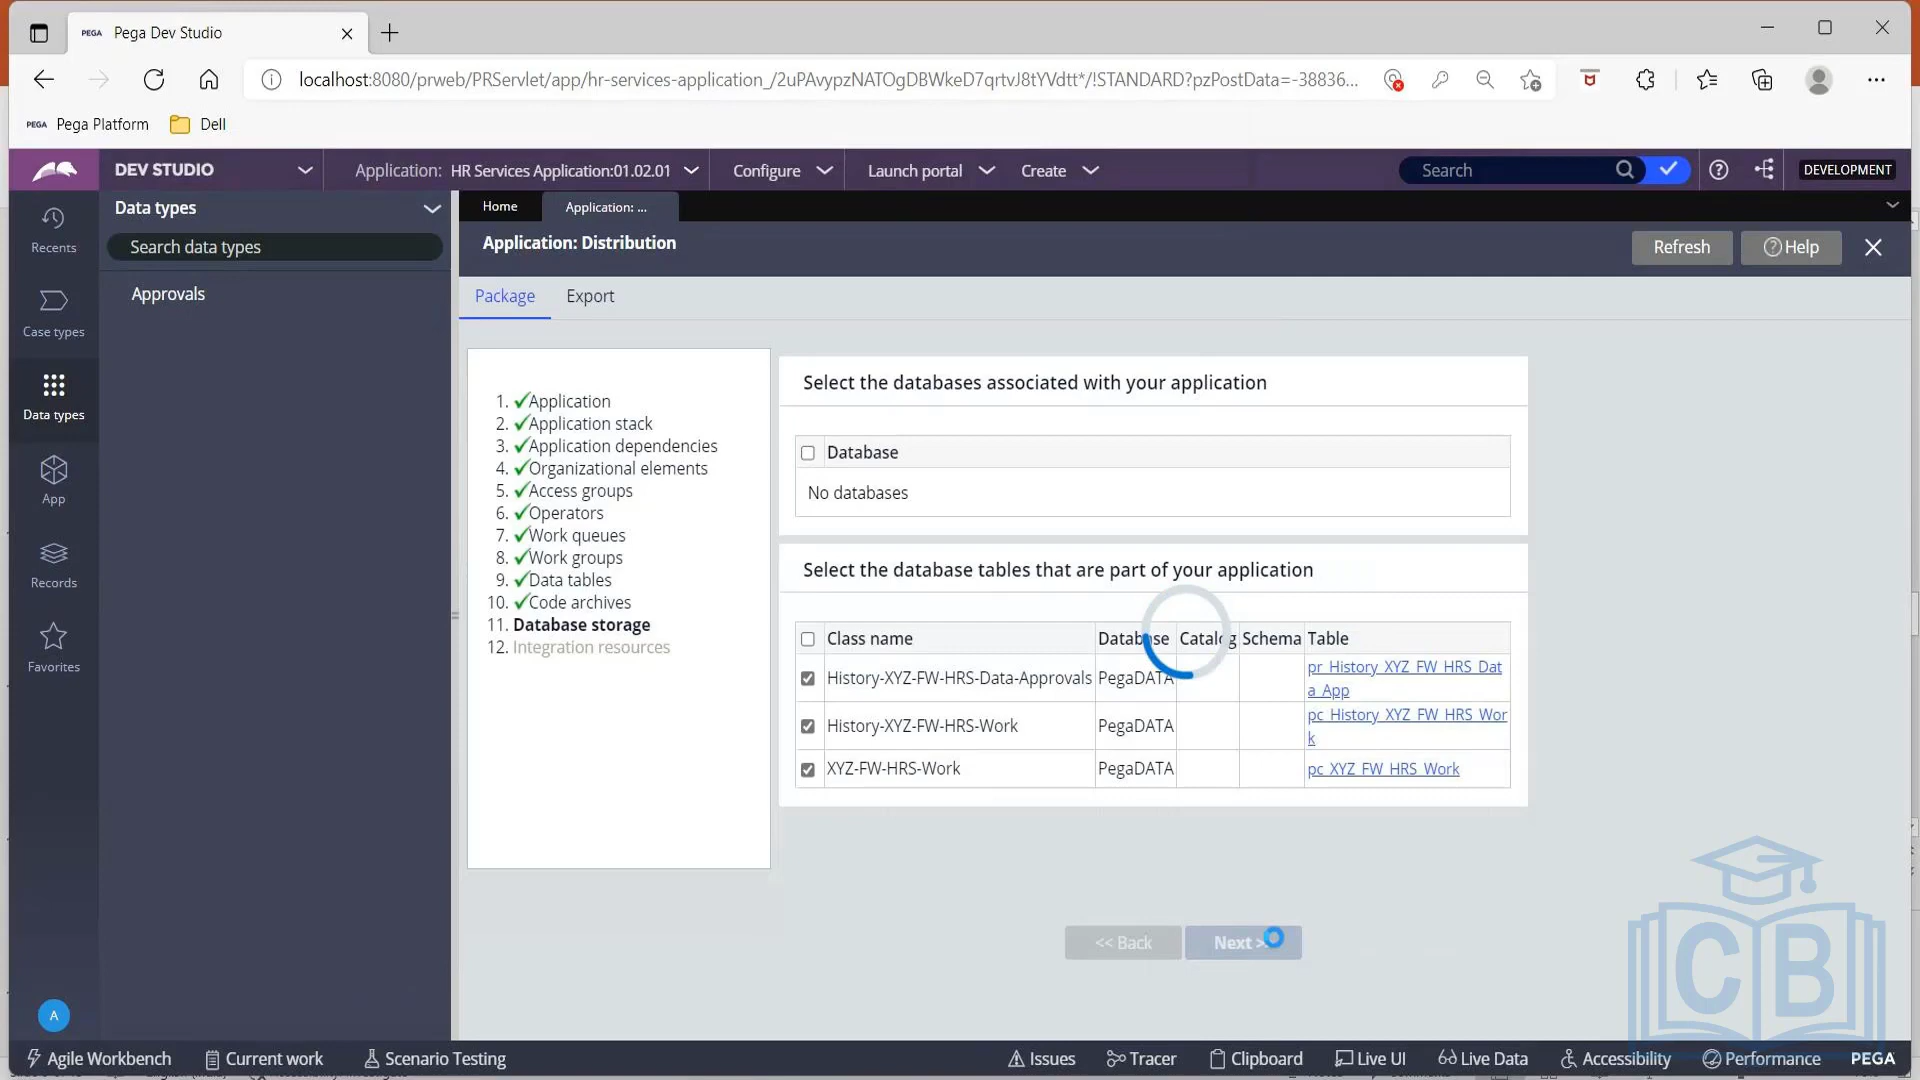 PEGA Pega Dev Studio
localhost:8080/prweb/PRServlet/app/hr-services-application_/2uPAvypzNATOgDBWkeD7qrtvJ8tYVdtt*/!STANDARD?pzPostData=-38836...
PEGA Pega Platform Dell
DEV STUDIO Application: HR Services Application:01.02.01 Configure Launch portal Create Search DEVELOPMENT
Recents
Case types
Data types
App
Records
Favorites
A
Data types
Search data types
Approvals
Home Application: ...
Application: Distribution
Refresh Help
Package Export
1. Application
2. Application stack
3. Application dependencies
4. Organizational elements
5. Access groups
6. Operators
7. Work queues
8. Work groups
9. Data tables
10. Code archives
11. Database storage
12. Integration resources
Select the databases associated with your application
Database
No databases
Select the database tables that are part of your application
Class name Database Catalog Schema Table
History-XYZ-FW-HRS-Data-Approvals PegaDATA pr_History_XYZ_FW_HRS_Dat
a_App
History-XYZ-FW-HRS-Work PegaDATA pc_History_XYZ_FW_HRS_Wor
k
XYZ-FW-HRS-Work PegaDATA pc_XYZ_FW_HRS_Work
<< Back Next >>
CB
Agile Workbench Current work Scenario Testing Issues Tracer Clipboard Live UI Live Data Accessibility Performance PEGA